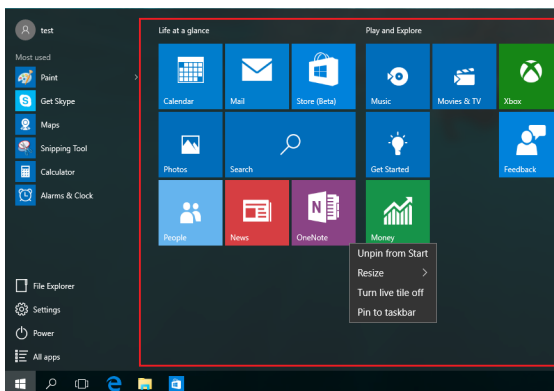 test
Most used
Paint
Get Skype
Maps
Snipping Tool
Calculator
Alarms & Clock
File Explorer
Settings
Power
All apps
Life at a glance
Calendar
Mail
Store (Beta)
Photos
Search
People
News
OneNote
Play and Explore
Music
Movies & TV
Xbox
Get Started
Feedback
Money
Unpin from Start
Resize
Turn live tile off
Pin to taskbar